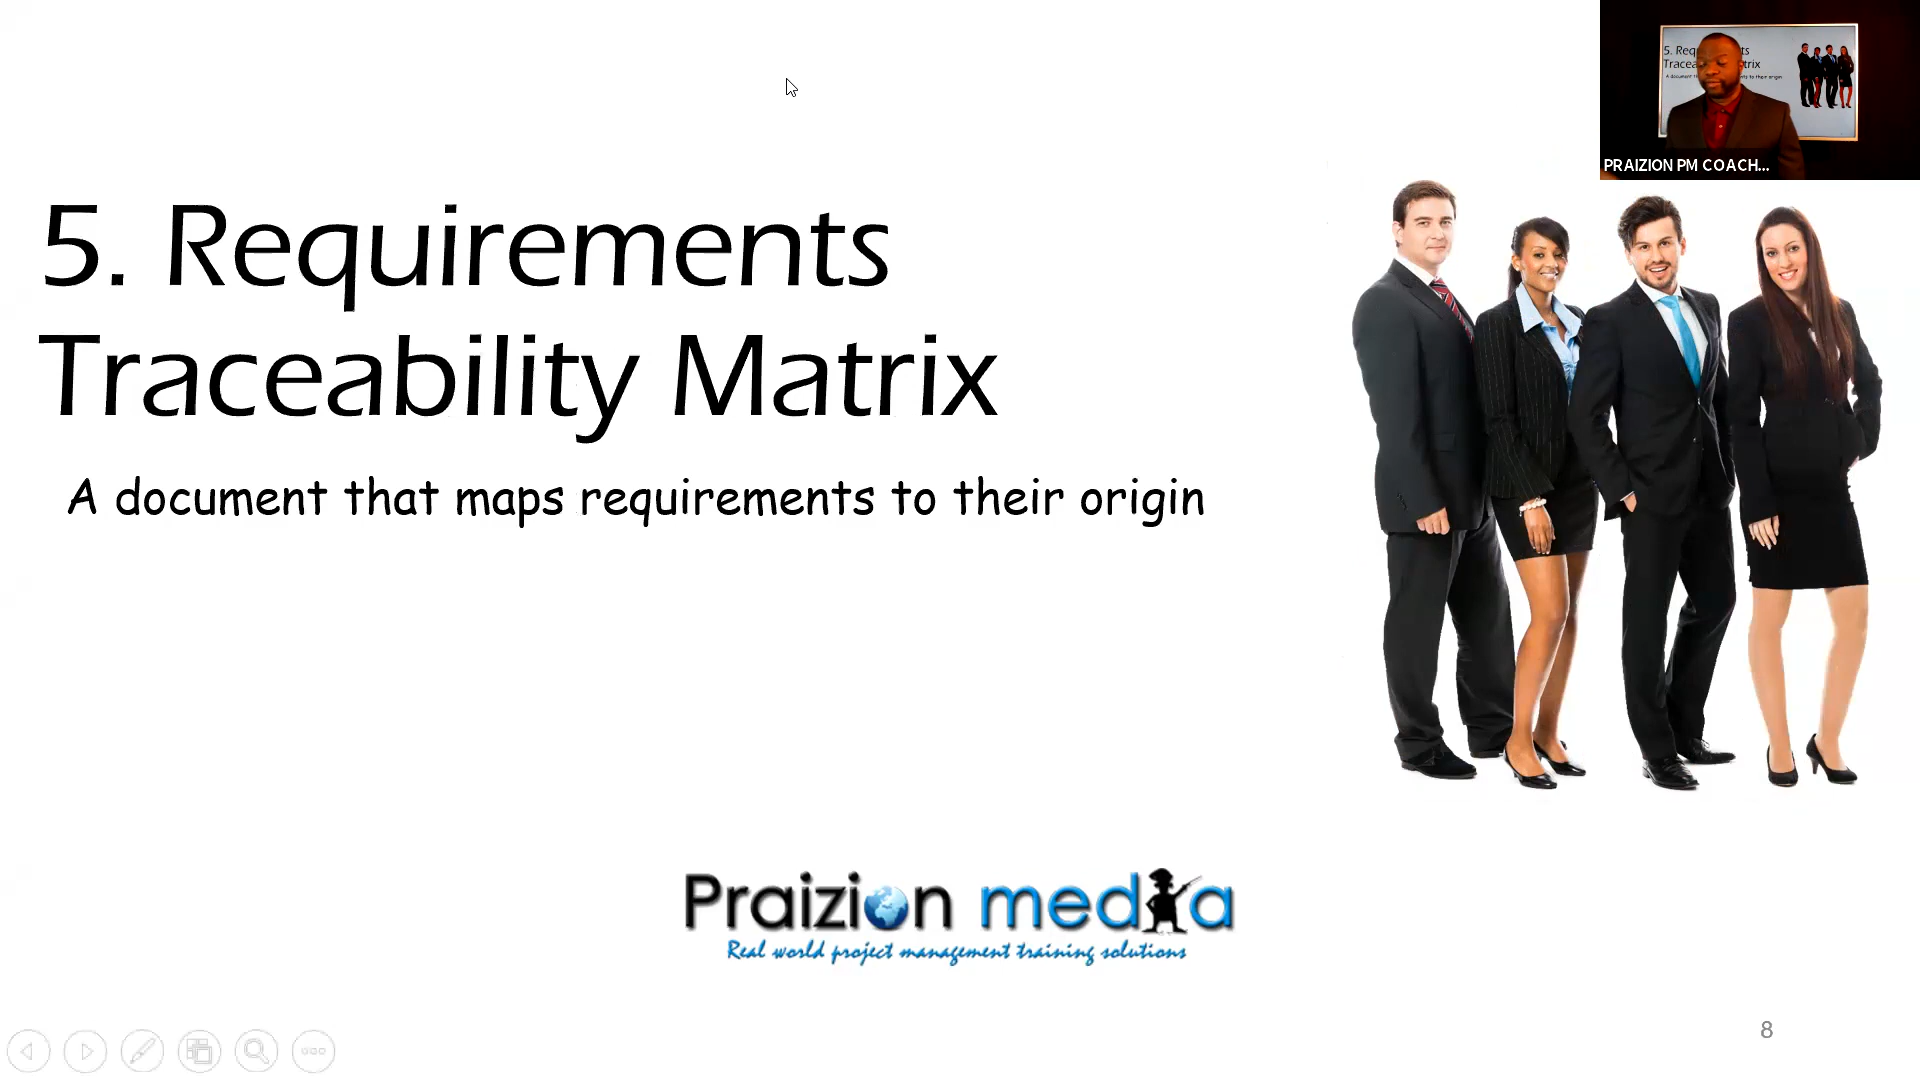 5. Requirements
Traceability Matrix
A document that maps requirements to their origin
PRAIZION PM COACH...
Praizion media
Real world project management training solutions
8